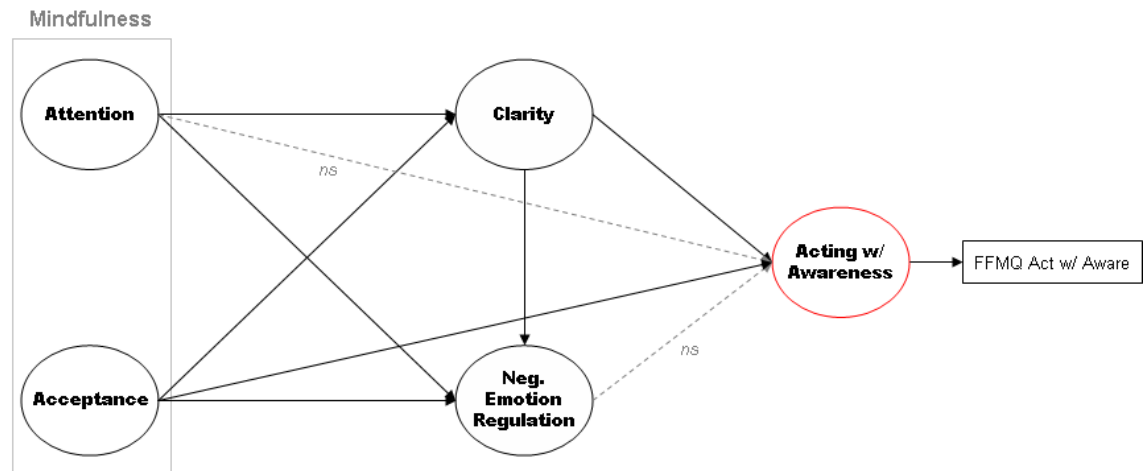 Mindfulness
Attention
Clarity
ns
Acting w/
Awareness
FFMQ Act w/ Aware
ns
Acceptance
Neg.
Emotion
Regulation